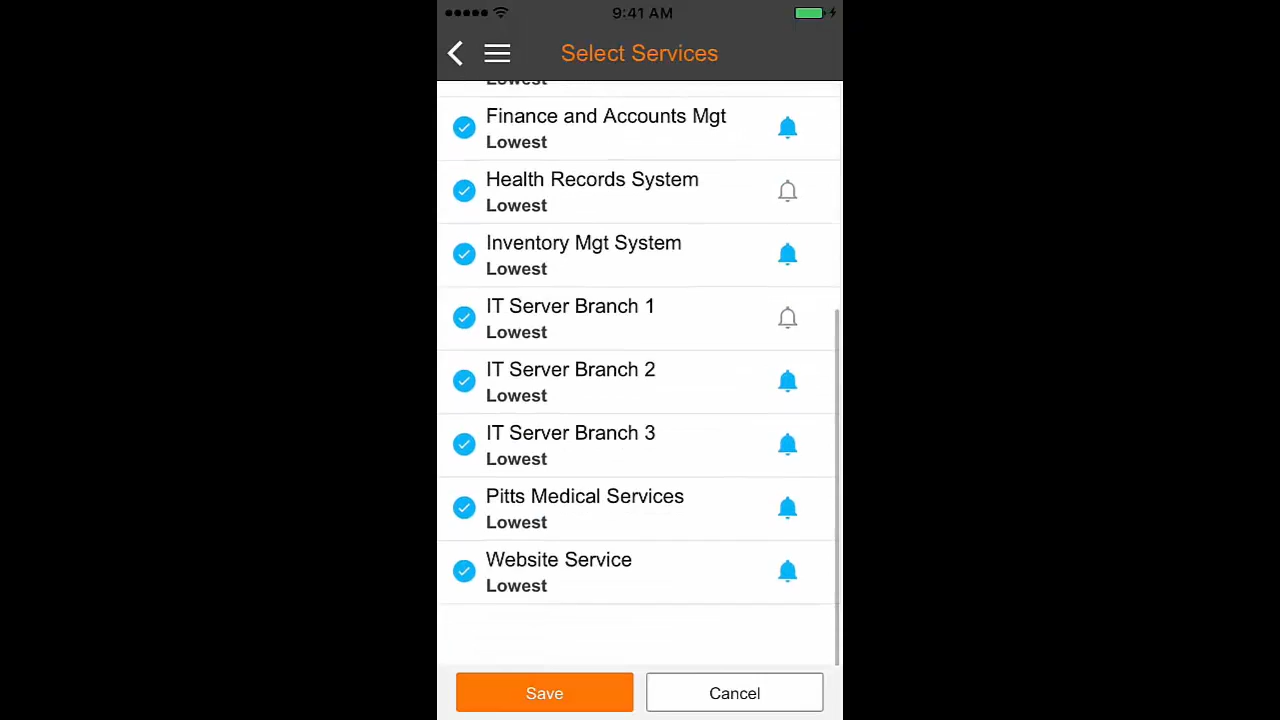 9:41 AM
Select Services
Lowest
Finance and Accounts Mgt
Lowest
Health Records System
Lowest
Inventory Mgt System
Lowest
IT Server Branch 1
Lowest
IT Server Branch 2
Lowest
IT Server Branch 3
Lowest
Pitts Medical Services
Lowest
Website Service
Lowest
Save Cancel